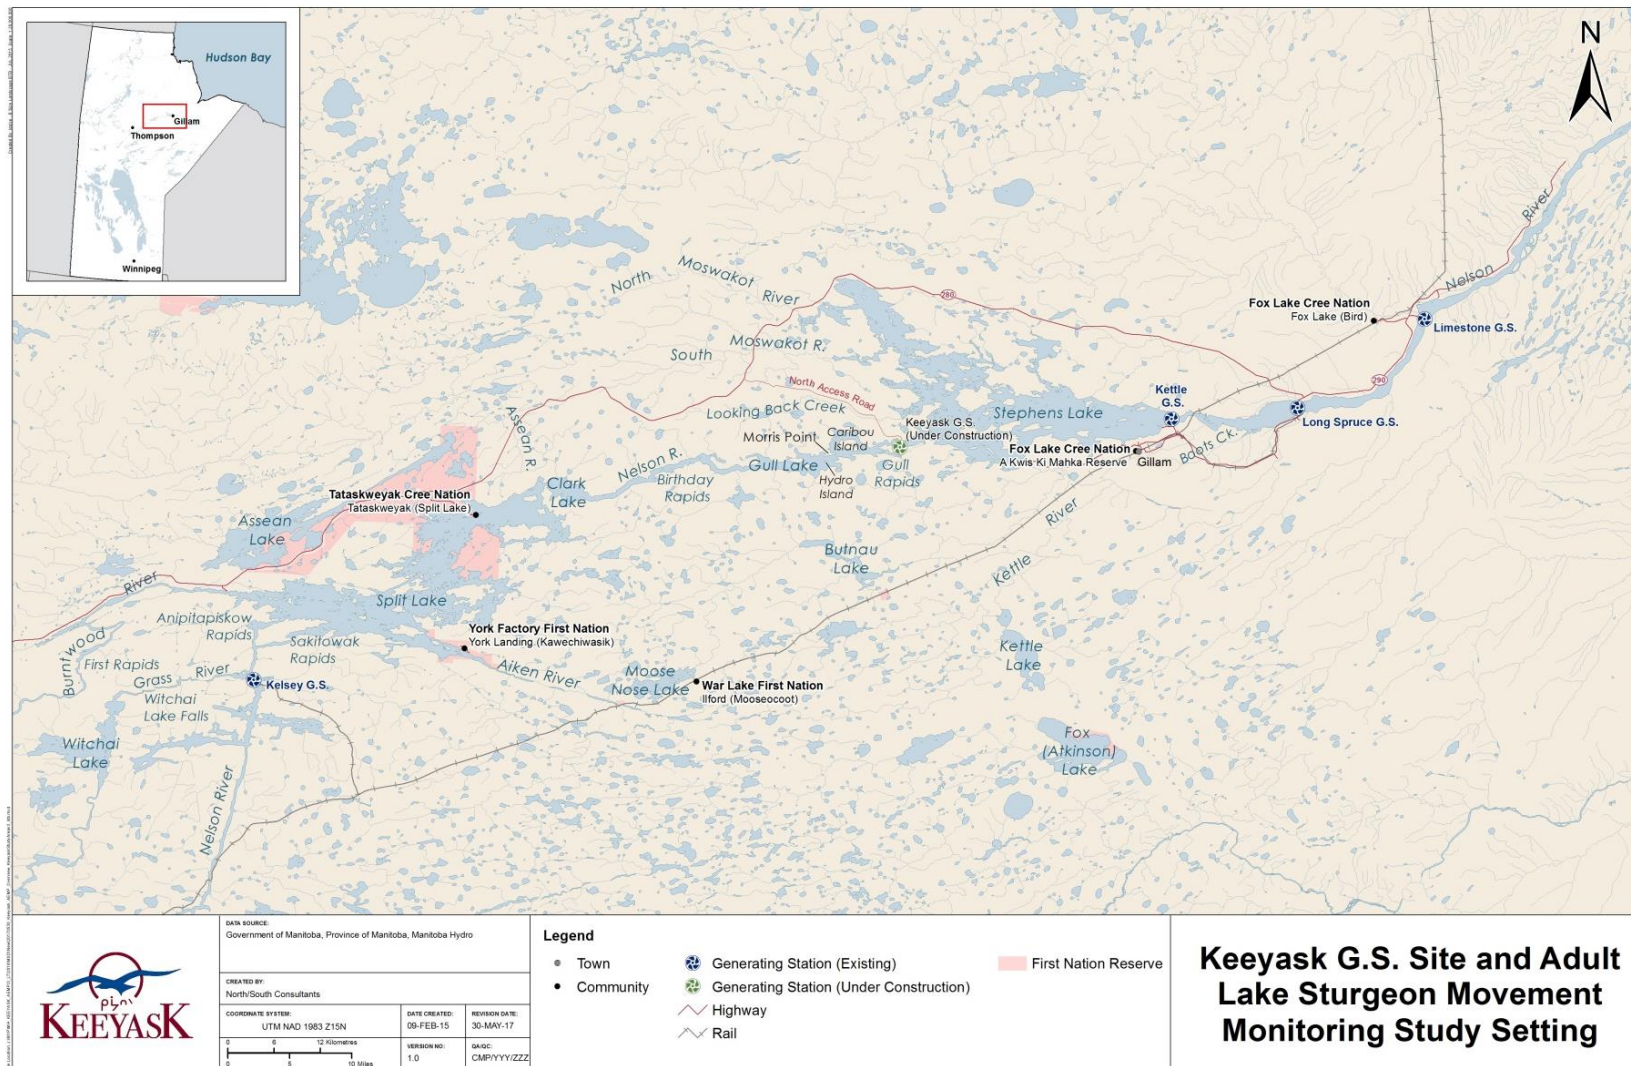 Hudson Bay
Gillam
Thompson
Winnipeg
N
North
Moswakot
River
280
South
Moswakot R.
North Access Road
Looking Back Creek
Assean R.
Nelson R.
Morris Point
Caribou
Island
Keeyask G.S.
(Under Construction)
Stephens Lake
Kettle
G.S.
Fox Lake Cree Nation
Fox Lake (Bird)
Nelson
River
Limestone G.S.
290
Long Spruce G.S.
Boots Ck.
Fox Lake Cree Nation
A Kwis Ki Mahka Reserve
Gillam
Gull Lake
Hydro
Island
Gull
Rapids
Birthday
Rapids
Clark
Lake
Tataskweyak Cree Nation
Tataskweyak (Split Lake)
Assean
Lake
Butnau
Lake
Kettle
River
Kettle
Lake
Fox
(Atkinson)
Lake
Split Lake
Burntwood
River
Anipitapiskow
Rapids
Sakitowak
Rapids
York Factory First Nation
York Landing (Kawechiwasik)
Aiken River
Moose
Nose Lake
War Lake First Nation
Ilford (Mooseocoot)
First Rapids
Grass
River
Kelsey G.S.
Witchai
Lake Falls
Witchai
Lake
Nelson River
KEEYASK
DATA SOURCE:
Government of Manitoba, Province of Manitoba, Manitoba Hydro
CREATED BY:
North/South Consultants
COORDINATE SYSTEM:
UTM NAD 1983 Z15N
DATE CREATED:
09-FEB-15
REVISION DATE:
30-MAY-17
0 6 12 Kilometres
0 5 10 Miles
VERSION NO:
1.0
QA/QC:
CMP/YYY/ZZZ
Legend
Town
Community
Generating Station (Existing)
Generating Station (Under Construction)
Highway
Rail
First Nation Reserve
Keeyask G.S. Site and Adult
Lake Sturgeon Movement
Monitoring Study Setting